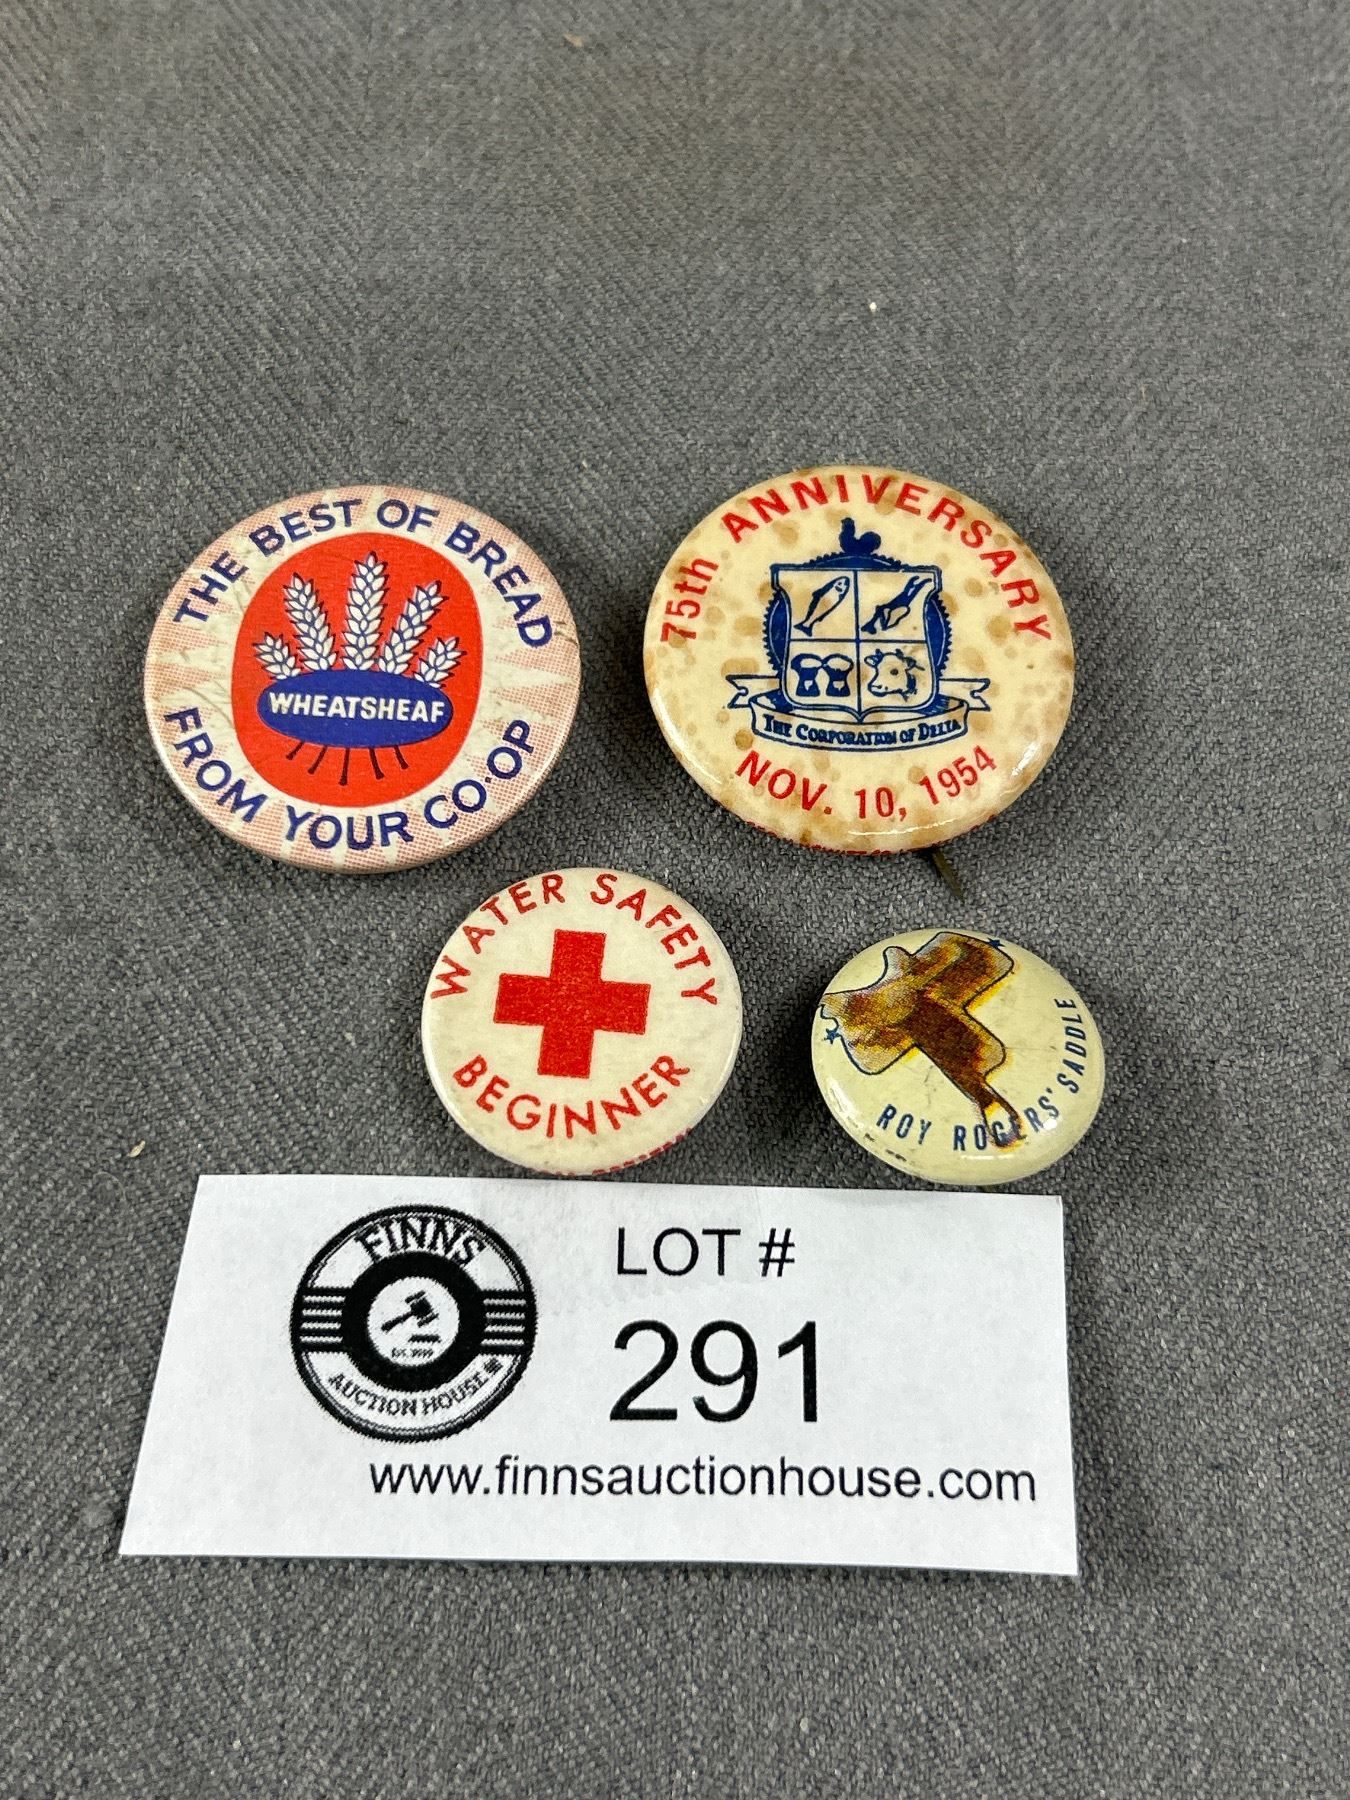 THE BEST OF BREAD
WHEATSHEAF
FROM YOUR CO-OP
75th ANNIVERSARY
THE CORPORATION OF DELTA
NOV. 10, 1954
WATER SAFETY
BEGINNER
ROY ROGERS' SADDLE
FINNS
AUCTION HOUSE
LOT #
291
www.finnsauctionhouse.com